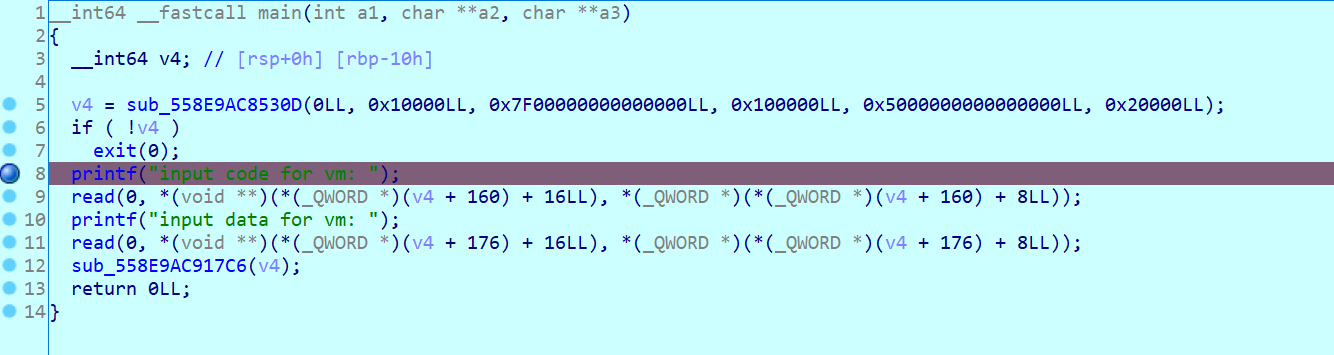 1 __int64 __fastcall main(int a1, char **a2, char **a3)
2 {
3   __int64 v4; // [rsp+0h] [rbp-10h]
4
5   v4 = sub_558E9AC8530D(0LL, 0x10000LL, 0x7F00000000000000LL, 0x100000LL, 0x5000000000000000LL, 0x20000LL);
6   if ( !v4 )
7     exit(0);
8   printf("input code for vm: ");
9   read(0, *(void **)(*(_QWORD *)(v4 + 160) + 16LL), *(_QWORD *)(*(_QWORD *)(v4 + 160) + 8LL));
10   printf("input data for vm: ");
11   read(0, *(void **)(*(_QWORD *)(v4 + 176) + 16LL), *(_QWORD *)(*(_QWORD *)(v4 + 176) + 8LL));
12   sub_558E9AC917C6(v4);
13   return 0LL;
14 }